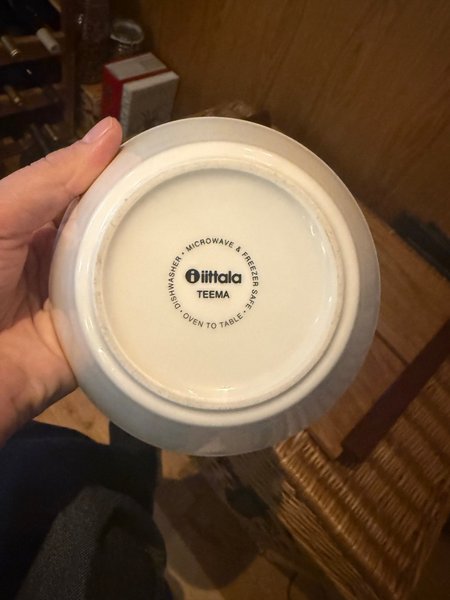 DISHWASHER • MICROWAVE & FREEZER SAFE • OVEN TO TABLE •
iittala
TEEMA